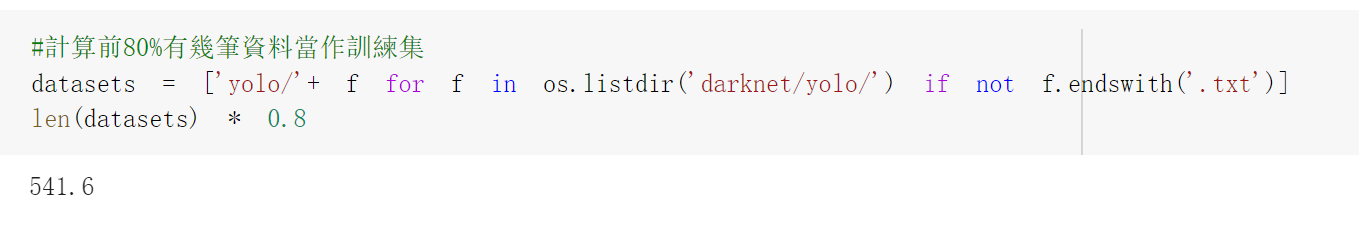 #計算前80%有幾筆資料當作訓練集
datasets = ['yolo/'+ f for f in os.listdir('darknet/yolo/') if not f.endswith('.txt')]
len(datasets) * 0.8
541.6